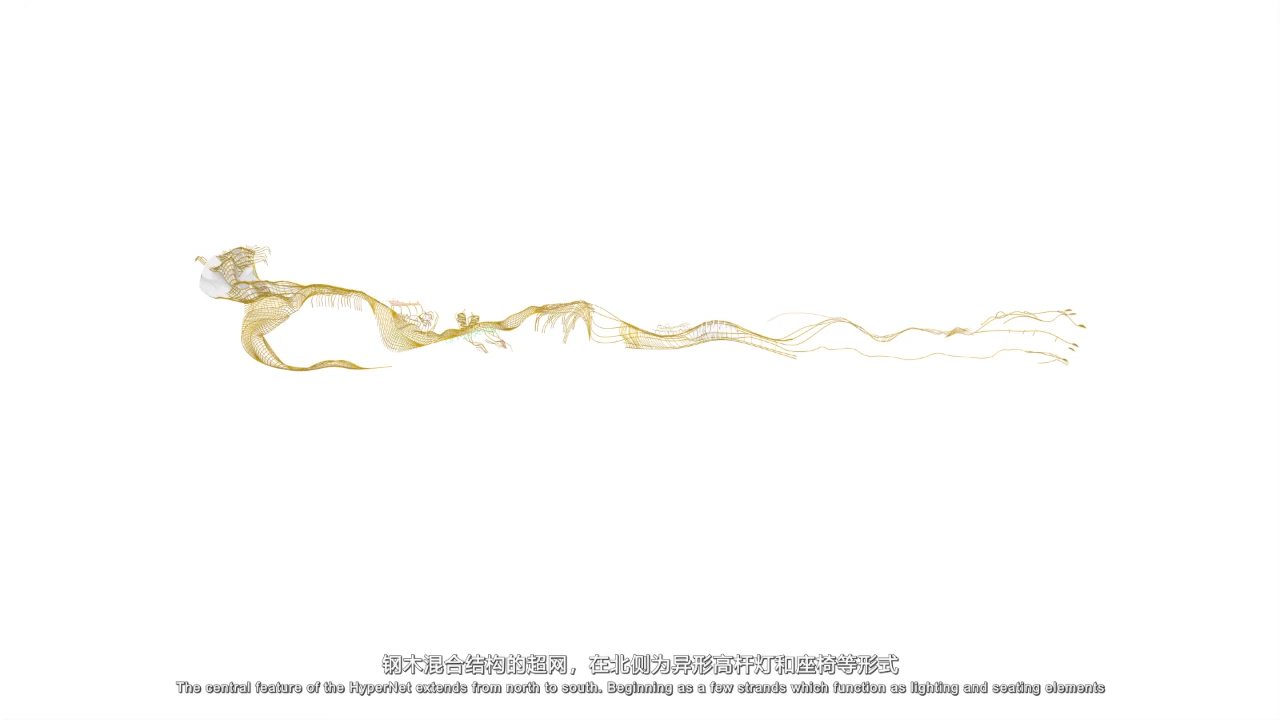 钢木混合结构的超网，在北侧为异形高杆灯和座椅等形式
The central feature of the HyperNet extends from north to south. Beginning as a few strands which function as lighting and seating elements